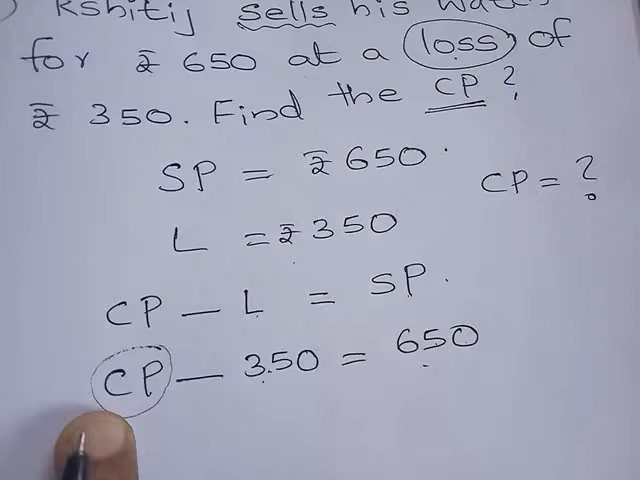 ) Kshitij sells his
for ₹ 650 at a loss of
₹ 350. Find the CP?
SP = ₹650.
CP = ?
L = ₹350
CP – L = SP.
CP – 350 = 650